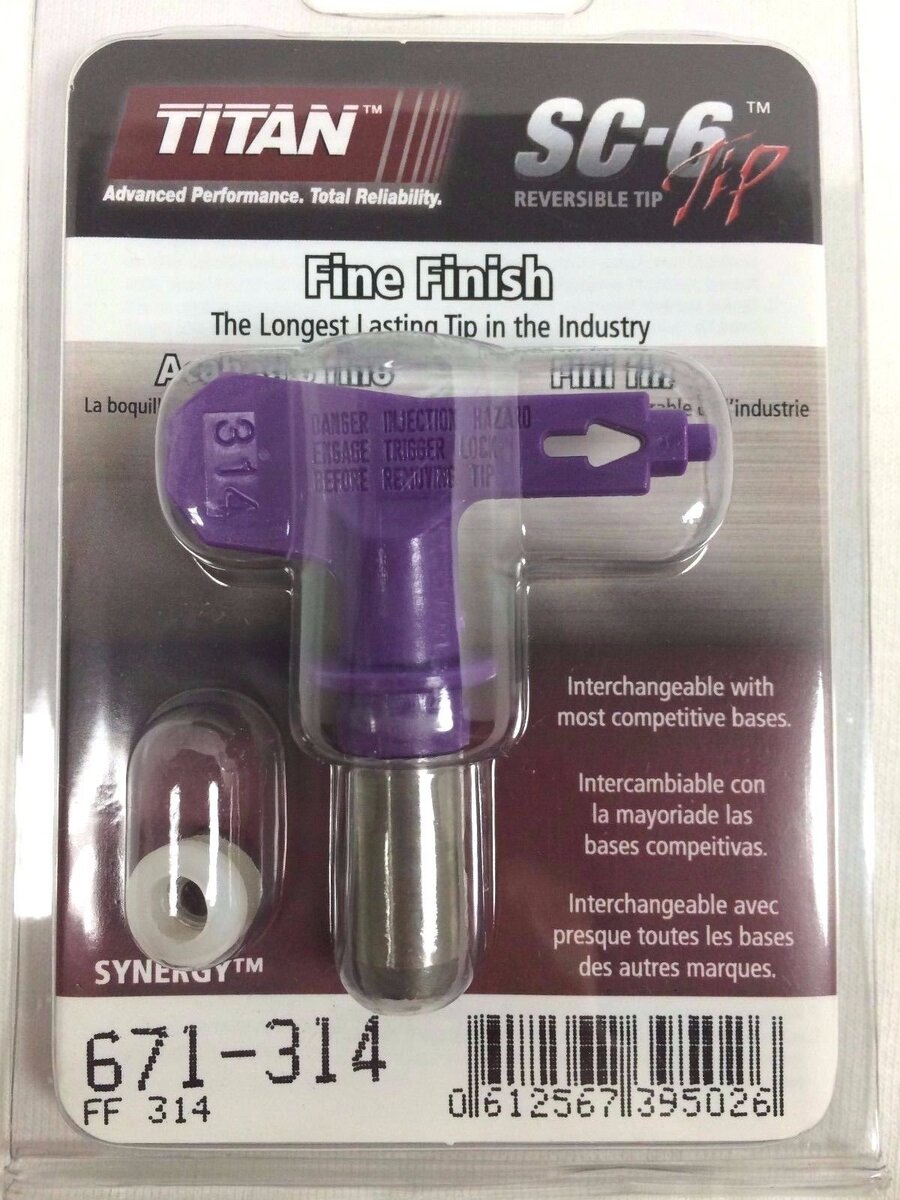 TITAN™
Advanced Performance. Total Reliability.
SC-6™
Tip
REVERSIBLE TIP
Fine Finish
The Longest Lasting Tip in the Industry
La
l'industrie
314
DANGER INJECTION HAZARD
ENGAGE TRIGGER LOCK
BEFORE REMOVING TIP
Interchangeable with
most competitive bases.
Intercambiable con
la mayoriade las
bases compeitivas.
Interchangeable avec
presque toutes les bases
des autres marques.
SYNERGY™
671-314
FF 314
0 612567 395026